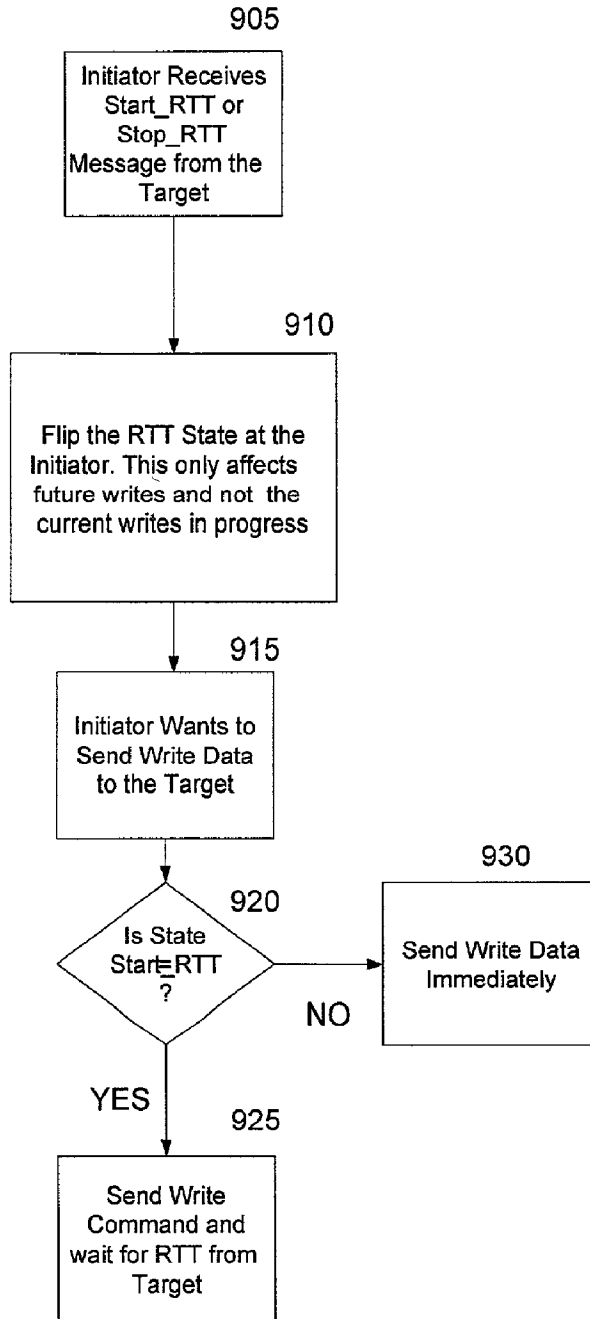 905
Initiator Receives
Start_RTT or
Stop_RTT
Message from the
Target
910
Flip the RTT State at the
Initiator. This only affects
future writes and not the
current writes in progress
915
Initiator Wants to
Send Write Data
to the Target
920
Is State
Start=RTT
?
NO
930
Send Write Data
Immediately
YES
925
Send Write
Command and
wait for RTT from
Target